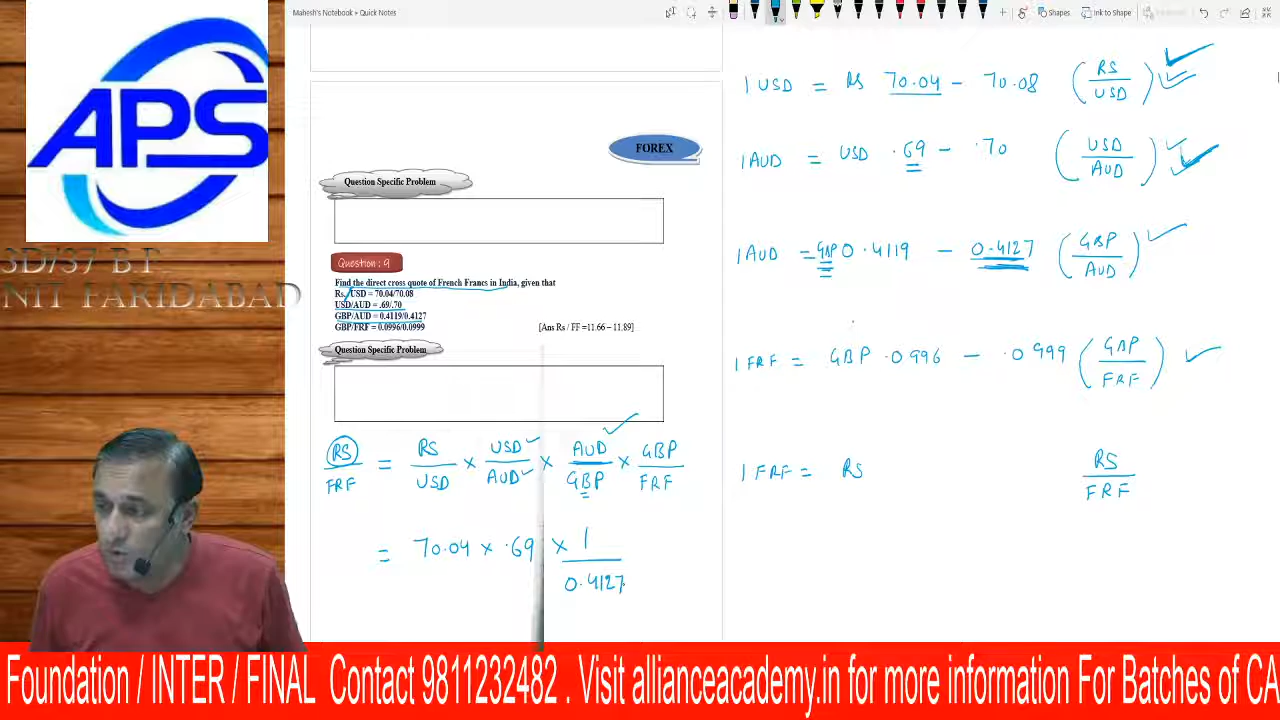 Mahesh's Notebook » Quick Notes
Shapes
Ink to Shape
APS
3D/37 B.P.
NIT FARIDABAD
FOREX
Question Specific Problem
Question : 9
Find the direct cross quote of French Francs in India, given that
Rs. /USD = 70.04/70.08
USD/AUD = .69/.70
GBP/AUD = 0.4119/0.4127
GBP/FRF = 0.0996/0.0999 [Ans Rs / FF =11.66 – 11.89]
Question Specific Problem
RS/FRF = RS/USD × USD/AUD × AUD/GBP × GBP/FRF
= 70.04 × .69 × 1/0.4127
1 USD = RS 70.04 – 70.08 (RS/USD)
1 AUD = USD .69 – .70 (USD/AUD)
1 AUD = GBP 0.4119 – 0.4127 (GBP/AUD)
1 FRF = GBP .0996 – .0999 (GBP/FRF)
1 FRF = RS RS/FRF
Foundation / INTER / FINAL Contact 9811232482 . Visit allianceacademy.in for more information For Batches of CA